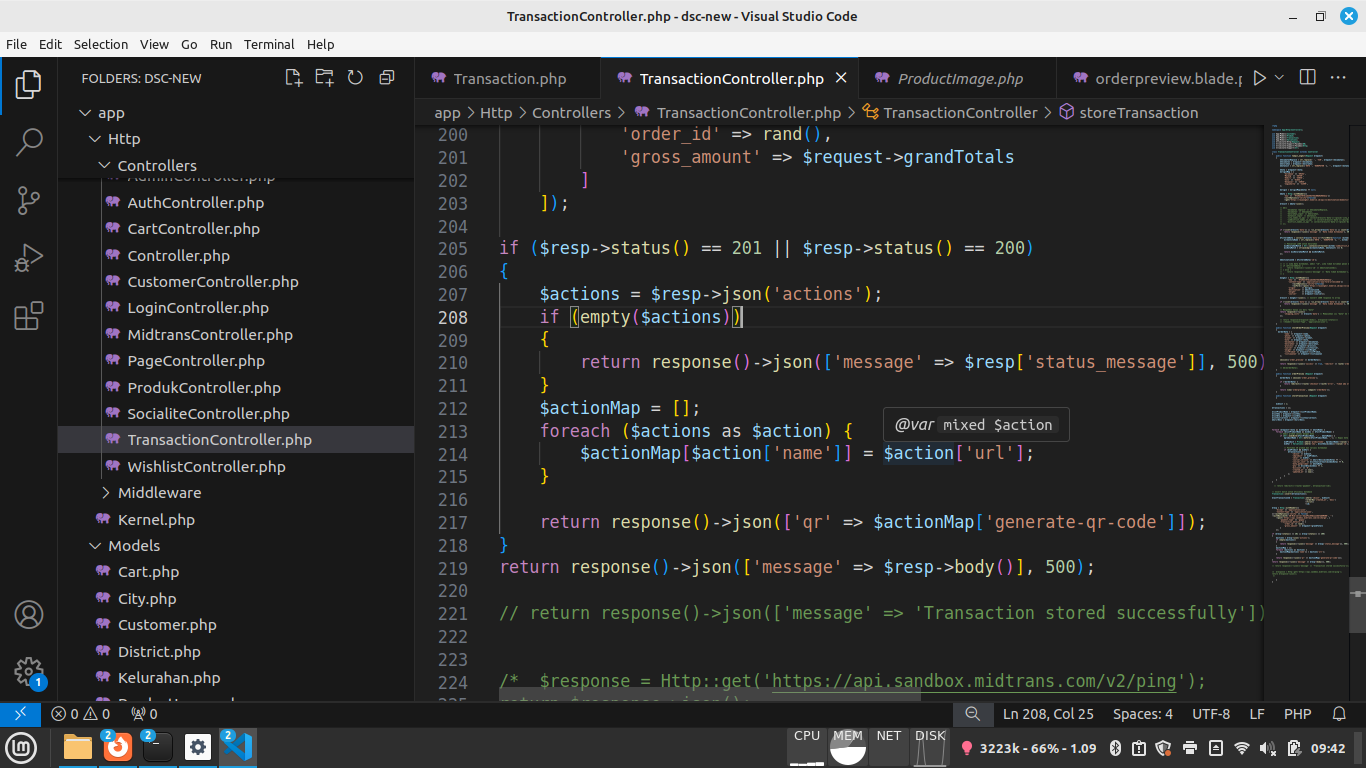 TransactionController.php - dsc-new - Visual Studio Code
File Edit Selection View Go Run Terminal Help
FOLDERS: DSC-NEW
app
Http
Controllers
AdminController.php
AuthController.php
CartController.php
Controller.php
CustomerController.php
LoginController.php
MidtransController.php
PageController.php
ProdukController.php
SocialiteController.php
TransactionController.php
WishlistController.php
Middleware
Kernel.php
Models
Cart.php
City.php
Customer.php
District.php
Kelurahan.php
Transaction.php TransactionController.php ProductImage.php orderpreview.blade.p
app > Http > Controllers > TransactionController.php > TransactionController > storeTransaction
200 'order_id' => rand(),
201 'gross_amount' => $request->grandTotals
202 ]
203 ]);
204
205 if ($resp->status() == 201 || $resp->status() == 200)
206 {
207 $actions = $resp->json('actions');
208 if (empty($actions))
209 {
210 return response()->json(['message' => $resp['status_message']], 500)
211 }
212 $actionMap = [];
213 foreach ($actions as $action) {
@var mixed $action
214 $actionMap[$action['name']] = $action['url'];
215 }
216
217 return response()->json(['qr' => $actionMap['generate-qr-code']]);
218 }
219 return response()->json(['message' => $resp->body()], 500);
220
221 // return response()->json(['message' => 'Transaction stored successfully'])
222
223
224 /* $response = Http::get('https://api.sandbox.midtrans.com/v2/ping');
1
0 0 0 Ln 208, Col 25 Spaces: 4 UTF-8 LF PHP
2 2 2
CPU MEM NET DISK 3223k - 66% - 1.09 09:42